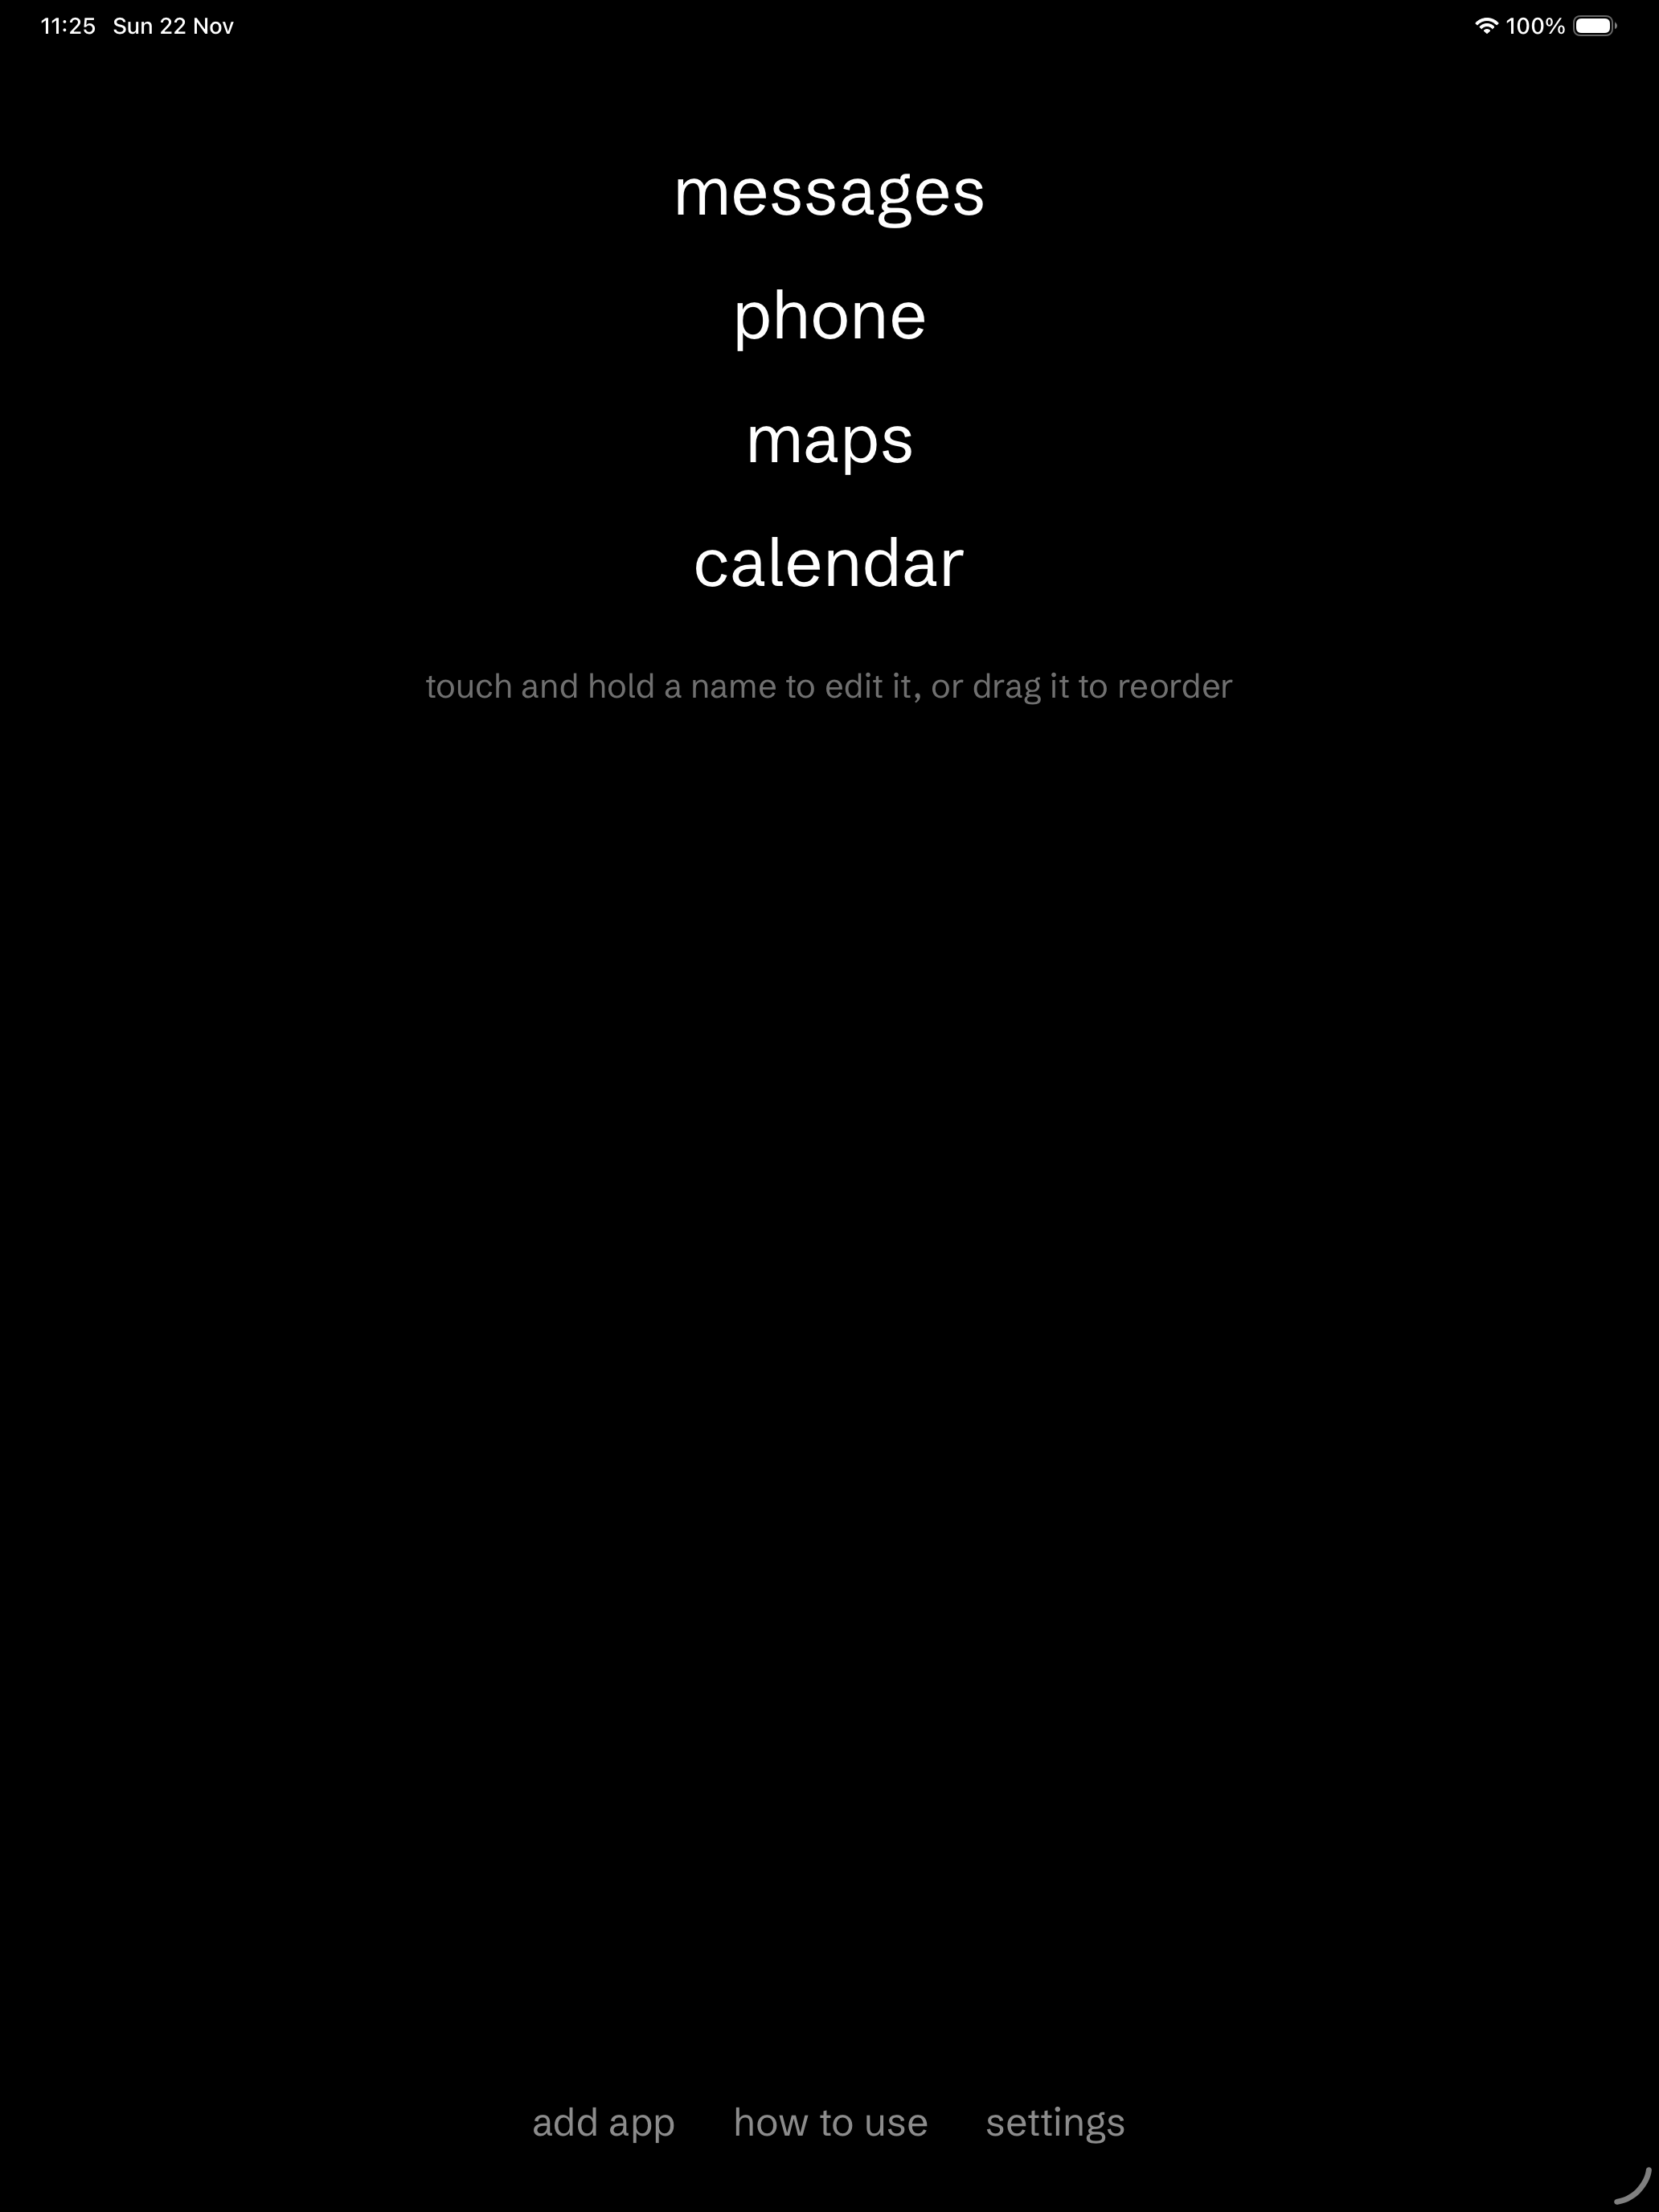 11:25 Sun 22 Nov 100%
messages
phone
maps
calendar
touch and hold a name to edit it, or drag it to reorder
add app how to use settings